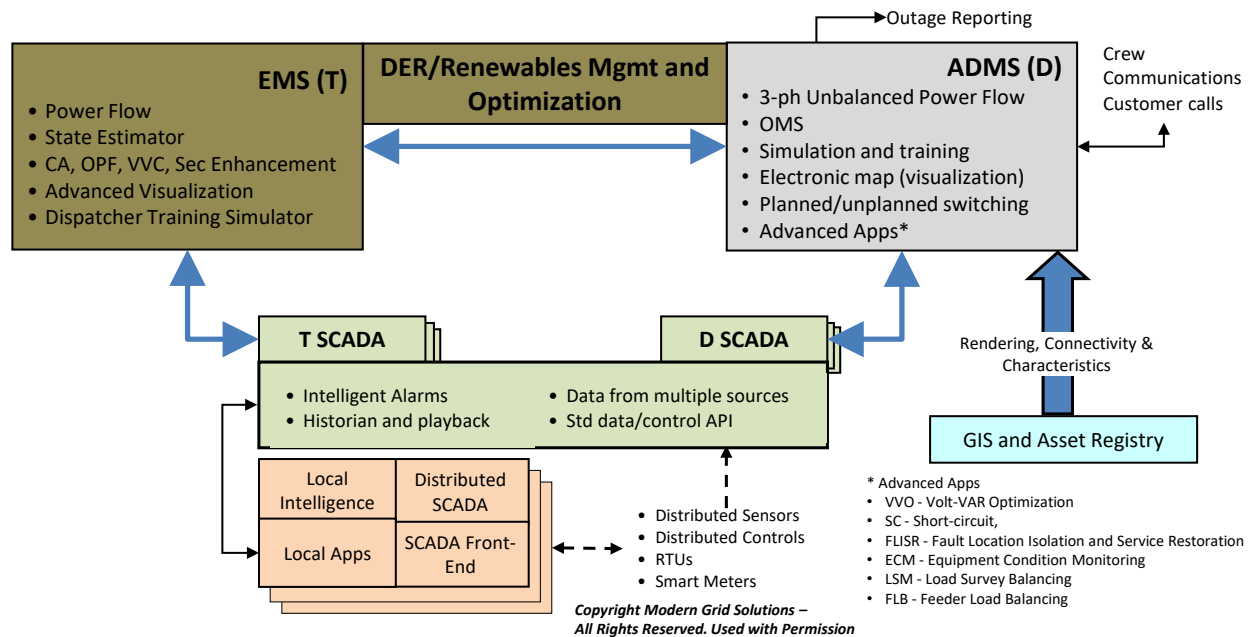 Outage Reporting
EMS (T)
• Power Flow
• State Estimator
• CA, OPF, VVC, Sec Enhancement
• Advanced Visualization
• Dispatcher Training Simulator
DER/Renewables Mgmt and
Optimization
ADMS (D)
• 3-ph Unbalanced Power Flow
• OMS
• Simulation and training
• Electronic map (visualization)
• Planned/unplanned switching
• Advanced Apps*
Crew
Communications
Customer calls
T SCADA
D SCADA
• Intelligent Alarms
• Historian and playback
• Data from multiple sources
• Std data/control API
Rendering, Connectivity &
Characteristics
GIS and Asset Registry
Local
Intelligence
Distributed
SCADA
Local Apps
SCADA Front-
End
• Distributed Sensors
• Distributed Controls
• RTUs
• Smart Meters
* Advanced Apps
• VVO - Volt-VAR Optimization
• SC - Short-circuit,
• FLISR - Fault Location Isolation and Service Restoration
• ECM - Equipment Condition Monitoring
• LSM - Load Survey Balancing
• FLB - Feeder Load Balancing
Copyright Modern Grid Solutions –
All Rights Reserved. Used with Permission